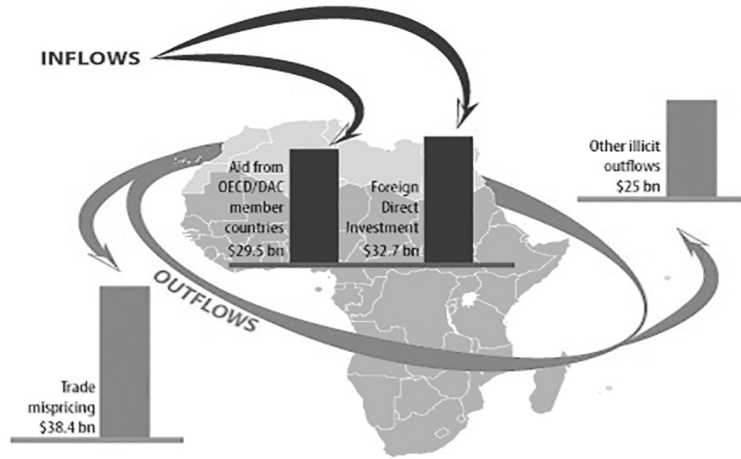 INFLOWS
Aid from
OECD/DAC
member
countries
$29.5 bn
Foreign
Direct
Investment
$32.7 bn
Other illicit
outflows
$25 bn
OUTFLOWS
Trade
mispricing
$38.4 bn